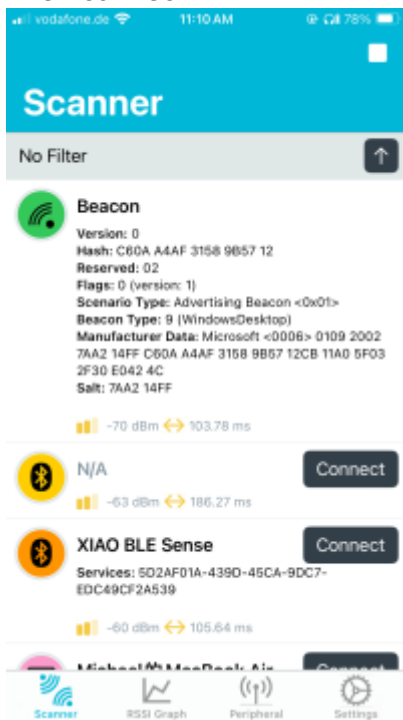 vodafone.de 11:10 AM 78%
Scanner
No Filter
Beacon
Version: 0
Hash: C60A A4AF 3158 9B57 12
Reserved: 02
Flags: 0 (version: 1)
Scenario Type: Advertising Beacon <0x01>
Beacon Type: 9 (WindowsDesktop)
Manufacturer Data: Microsoft <0006> 0109 2002
7AA2 14FF C60A A4AF 3158 9B57 12CB 11A0 5F03
2F30 E042 4C
Salt: 7AA2 14FF
-70 dBm 103.78 ms
N/A Connect
-63 dBm 186.27 ms
XIAO BLE Sense Connect
Services: 5D2AF01A-439D-45CA-9DC7-
EDC49CF2A539
-60 dBm 105.64 ms
MacBook Air Connect
Scanner RSSI Graph Peripheral Settings